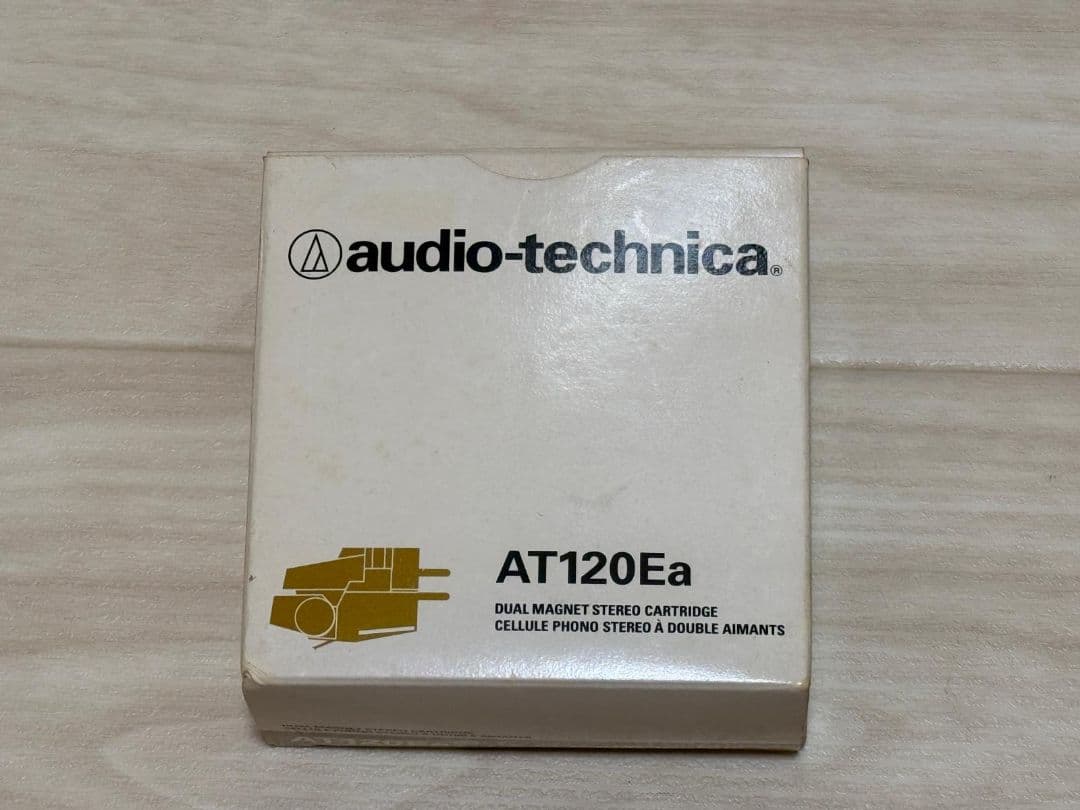 audio-technica®
AT120Ea
DUAL MAGNET STEREO CARTRIDGE
CELLULE PHONO STEREO À DOUBLE AIMANTS